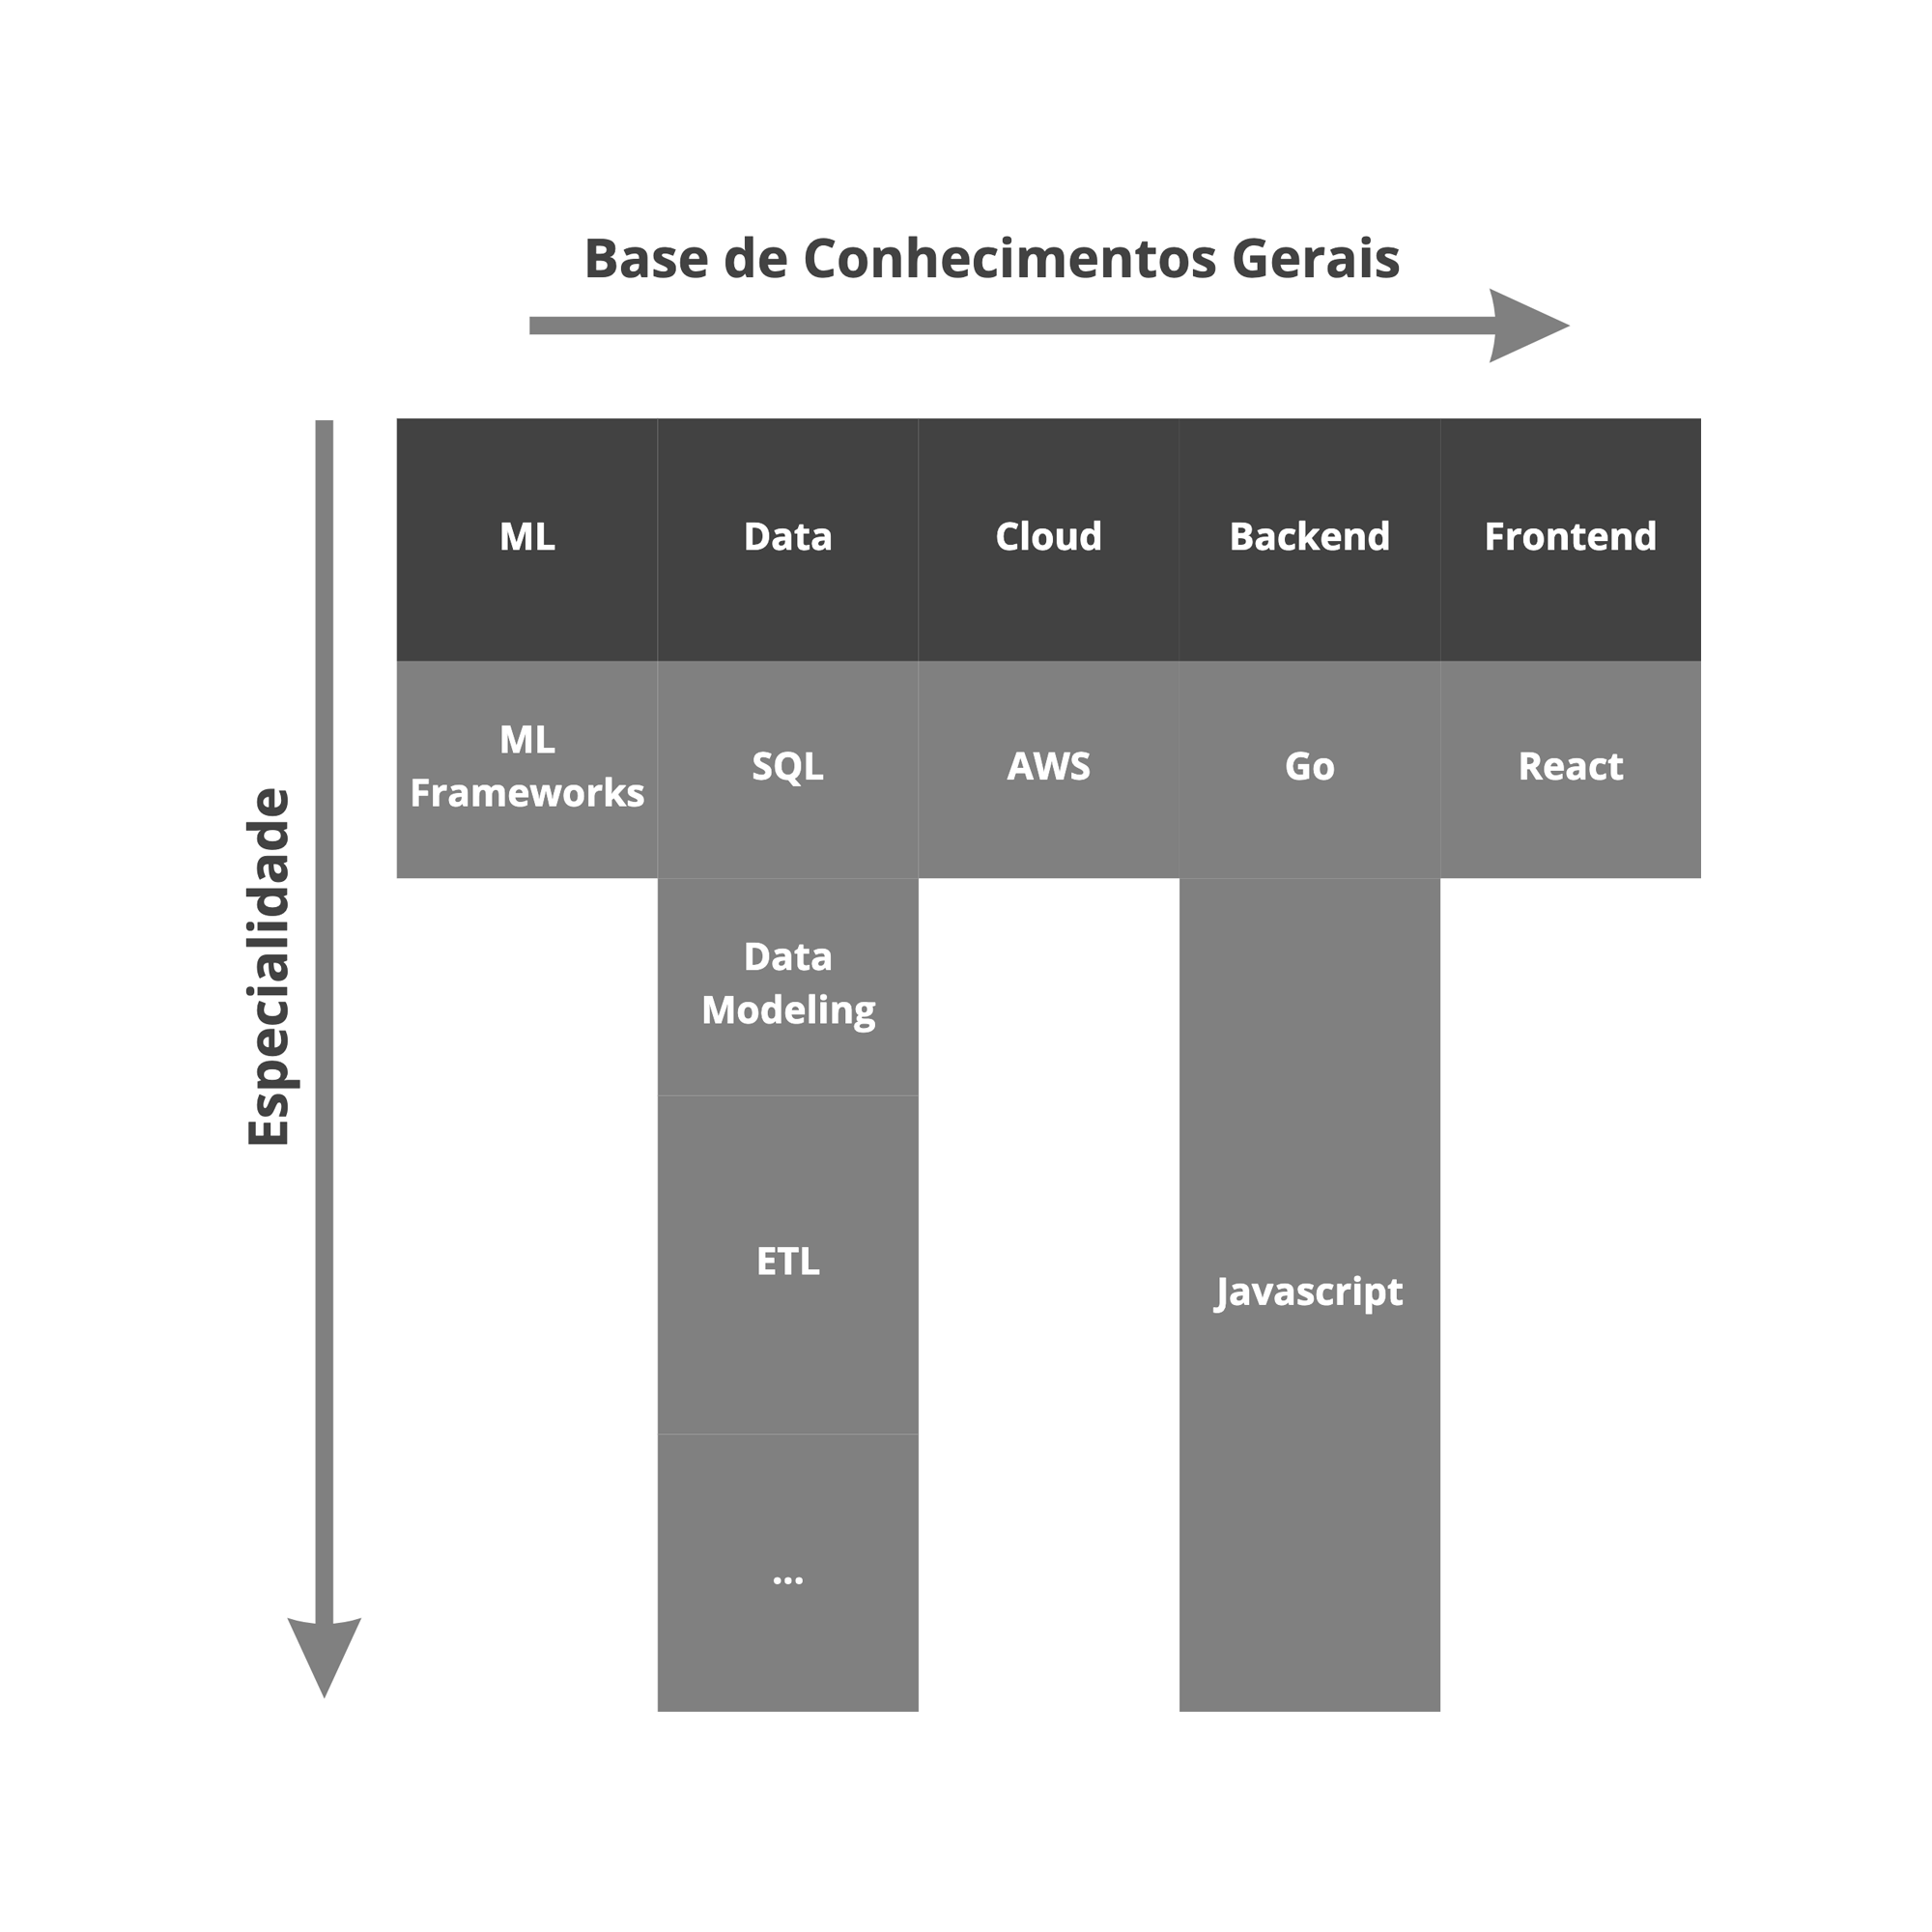 Base de Conhecimentos Gerais
Especialidade
ML
Data
Cloud
Backend
Frontend
ML
Frameworks
SQL
AWS
Go
React
Data
Modeling
ETL
Javascript
...